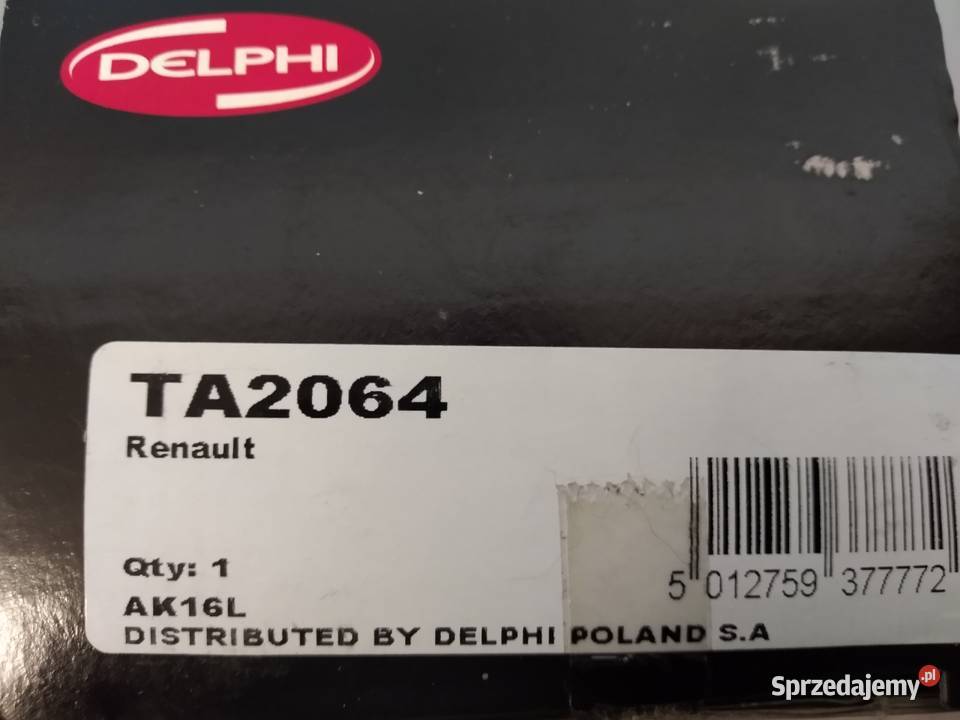 DELPHI
TA2064
Renault
Qty: 1
AK16L
DISTRIBUTED BY DELPHI POLAND S.A
5 012759 377772
Sprzedajemy.pl